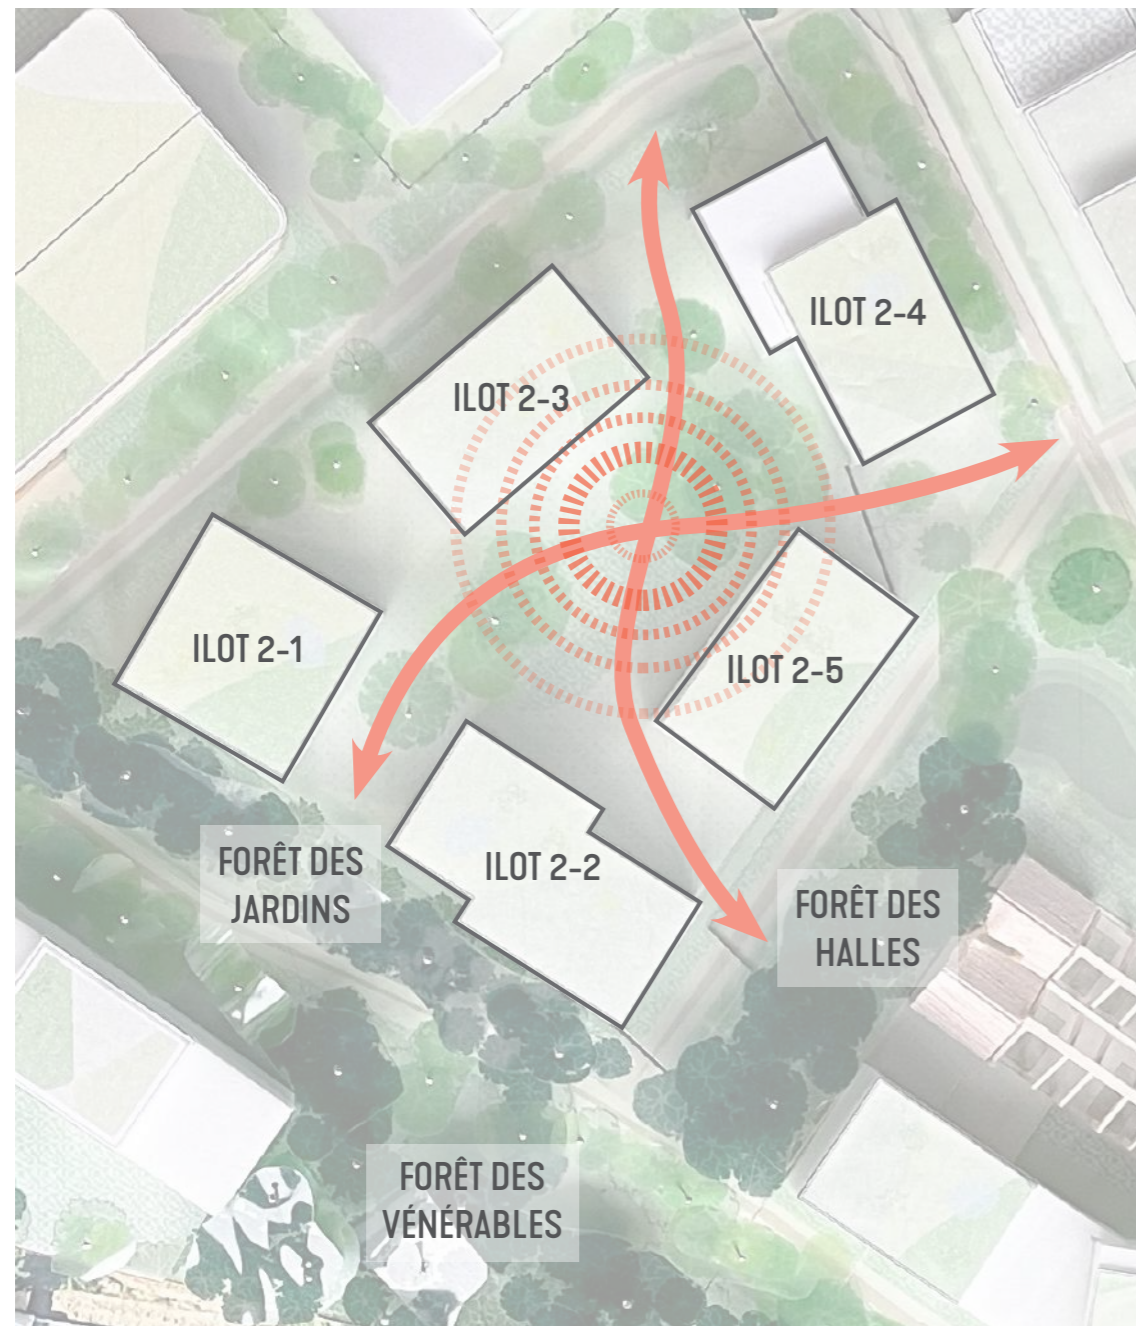 ILOT 2-4
ILOT 2-3
ILOT 2-1
ILOT 2-5
FORÊT DES
JARDINS
ILOT 2-2
FORÊT DES
HALLES
FORÊT DES
VÉNÉRABLES